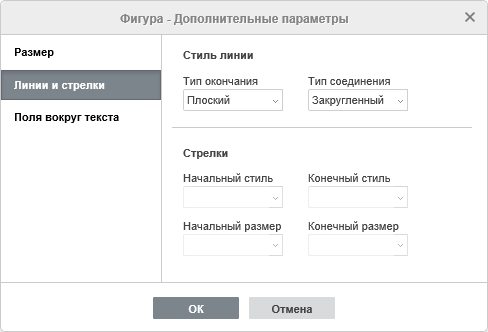 Фигура - Дополнительные параметры
Размер
Линии и стрелки
Поля вокруг текста
Стиль линии
Тип окончания Тип соединения
Плоский Закругленный
Стрелки
Начальный стиль Конечный стиль
Начальный размер Конечный размер
ОК Отмена